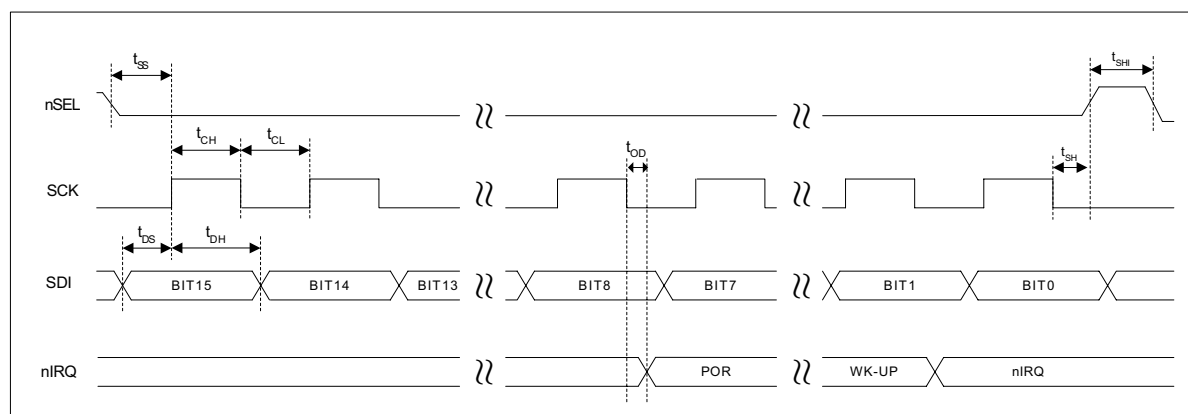 tSS
tSHI
nSEL
tCH
tCL
tOD
tSH
SCK
tDS
tDH
SDI
BIT15
BIT14
BIT13
BIT8
BIT7
BIT1
BIT0
nIRQ
POR
WK-UP
nIRQ